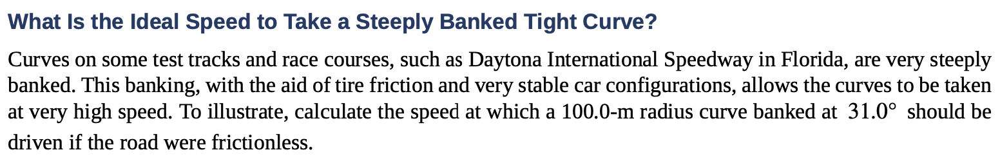 What Is the Ideal Speed to Take a Steeply Banked Tight Curve?
Curves on some test tracks and race courses, such as Daytona International Speedway in Florida, are very steeply
banked. This banking, with the aid of tire friction and very stable car configurations, allows the curves to be taken
at very high speed. To illustrate, calculate the speed at which a 100.0-m radius curve banked at 31.0° should be
driven if the road were frictionless.